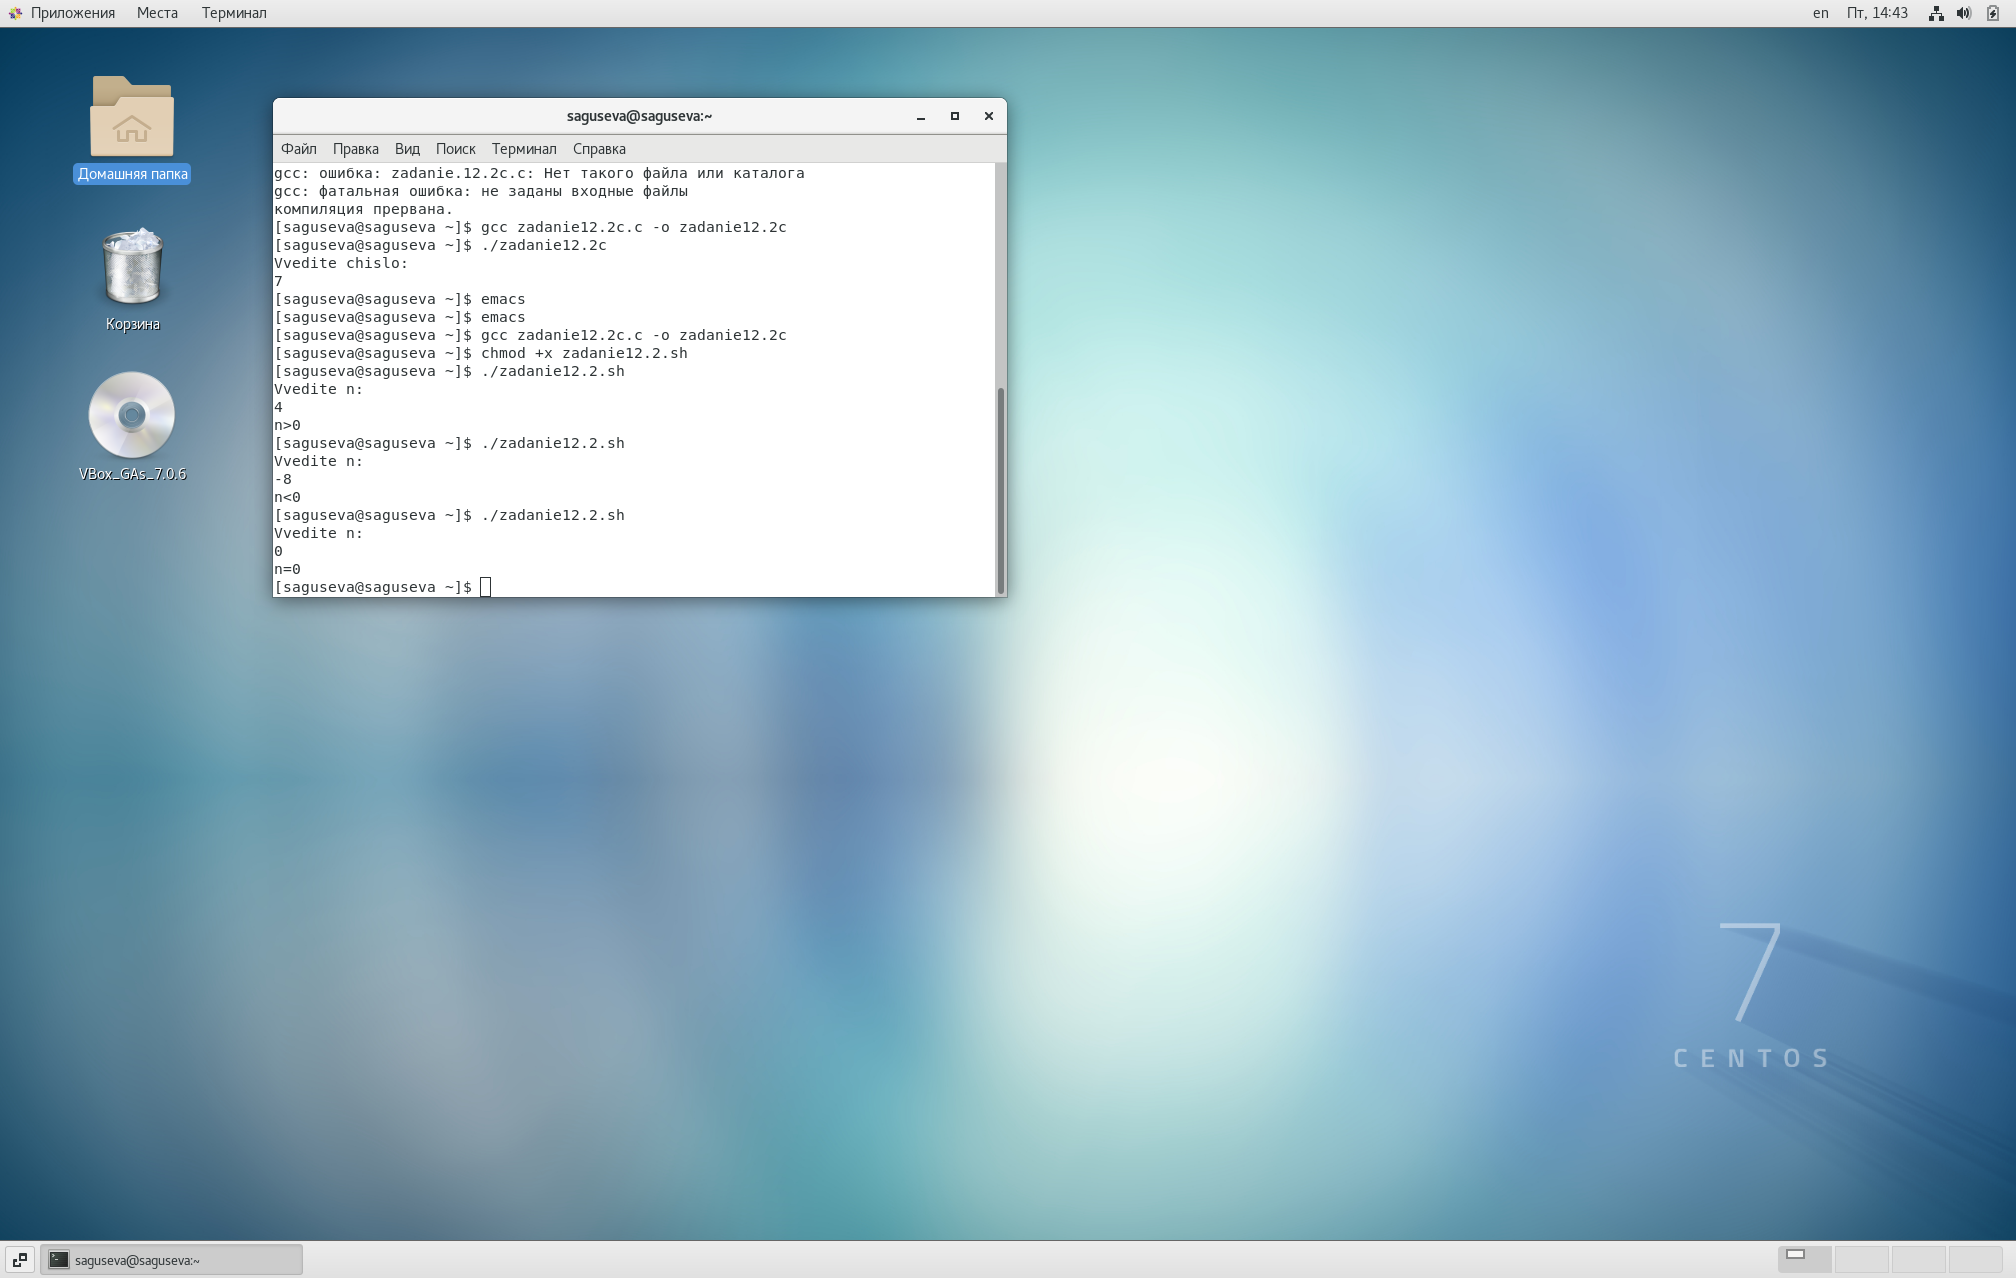 Приложения Места Терминал en Пт, 14:43
Домашняя папка
Корзина
VBox_GAs_7.0.6
saguseva@saguseva:~
Файл Правка Вид Поиск Терминал Справка
gcc: ошибка: zadanie.12.2c.c: Нет такого файла или каталога
gcc: фатальная ошибка: не заданы входные файлы
компиляция прервана.
[saguseva@saguseva ~]$ gcc zadanie12.2c.c -o zadanie12.2c
[saguseva@saguseva ~]$ ./zadanie12.2c
Vvedite chislo:
7
[saguseva@saguseva ~]$ emacs
[saguseva@saguseva ~]$ emacs
[saguseva@saguseva ~]$ gcc zadanie12.2c.c -o zadanie12.2c
[saguseva@saguseva ~]$ chmod +x zadanie12.2.sh
[saguseva@saguseva ~]$ ./zadanie12.2.sh
Vvedite n:
4
n>0
[saguseva@saguseva ~]$ ./zadanie12.2.sh
Vvedite n:
-8
n<0
[saguseva@saguseva ~]$ ./zadanie12.2.sh
Vvedite n:
0
n=0
[saguseva@saguseva ~]$
7
CENTOS
saguseva@saguseva:~